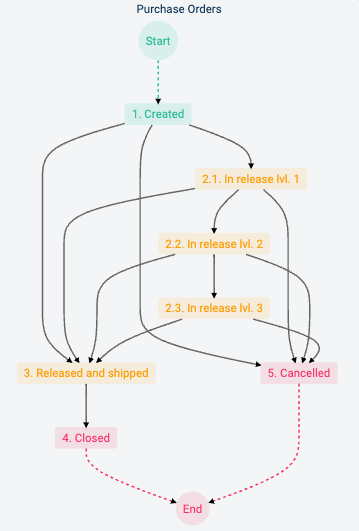 Purchase Orders
Start
1. Created
2.1. In release lvl. 1
2.2. In release lvl. 2
2.3. In release lvl. 3
3. Released and shipped
5. Cancelled
4. Closed
End